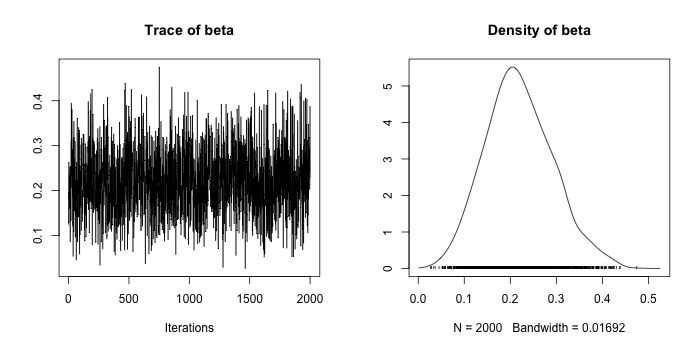 Trace of beta
0.4
0.3
0.2
0.1
0 500 1000 1500 2000
Iterations
Density of beta
5
4
3
2
1
0
0.0 0.1 0.2 0.3 0.4 0.5
N = 2000 Bandwidth = 0.01692